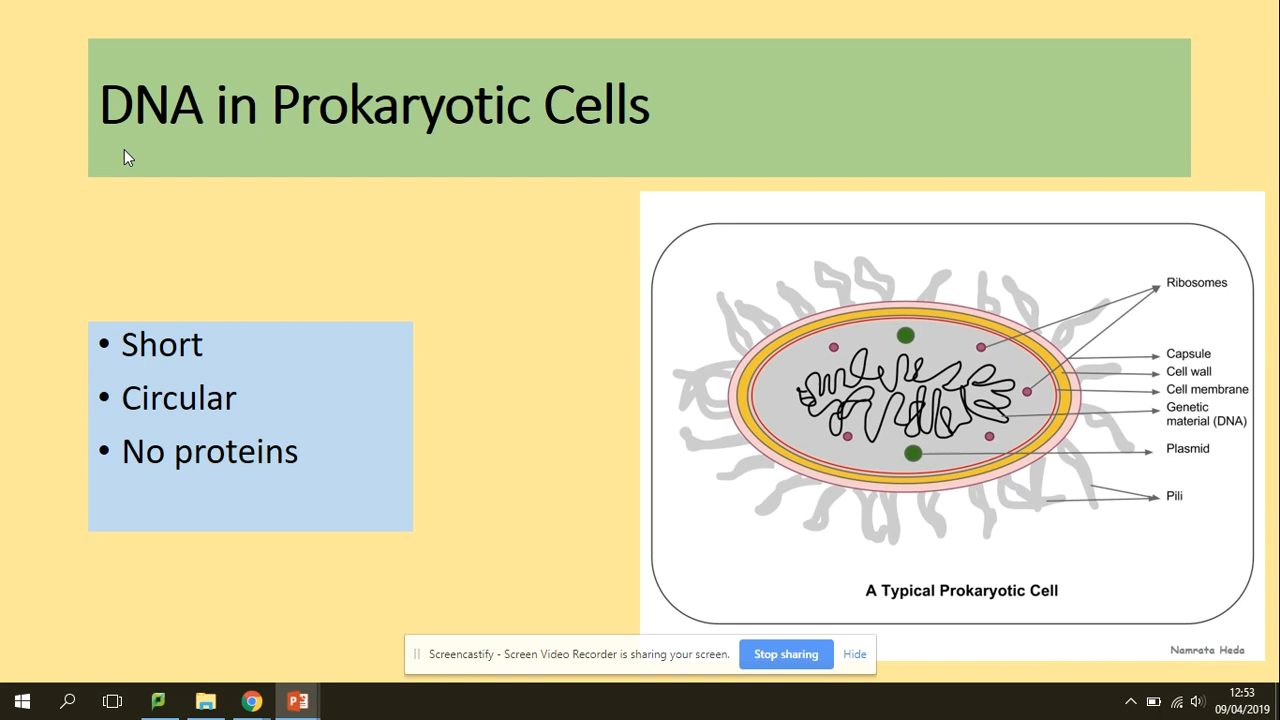 DNA in Prokaryotic Cells
• Short
• Circular
• No proteins
Ribosomes
Capsule
Cell wall
Cell membrane
Genetic
material (DNA)
Plasmid
Pili
A Typical Prokaryotic Cell
Namrata Heda
Screencastify - Screen Video Recorder is sharing your screen.
Stop sharing
Hide
12:53
09/04/2019